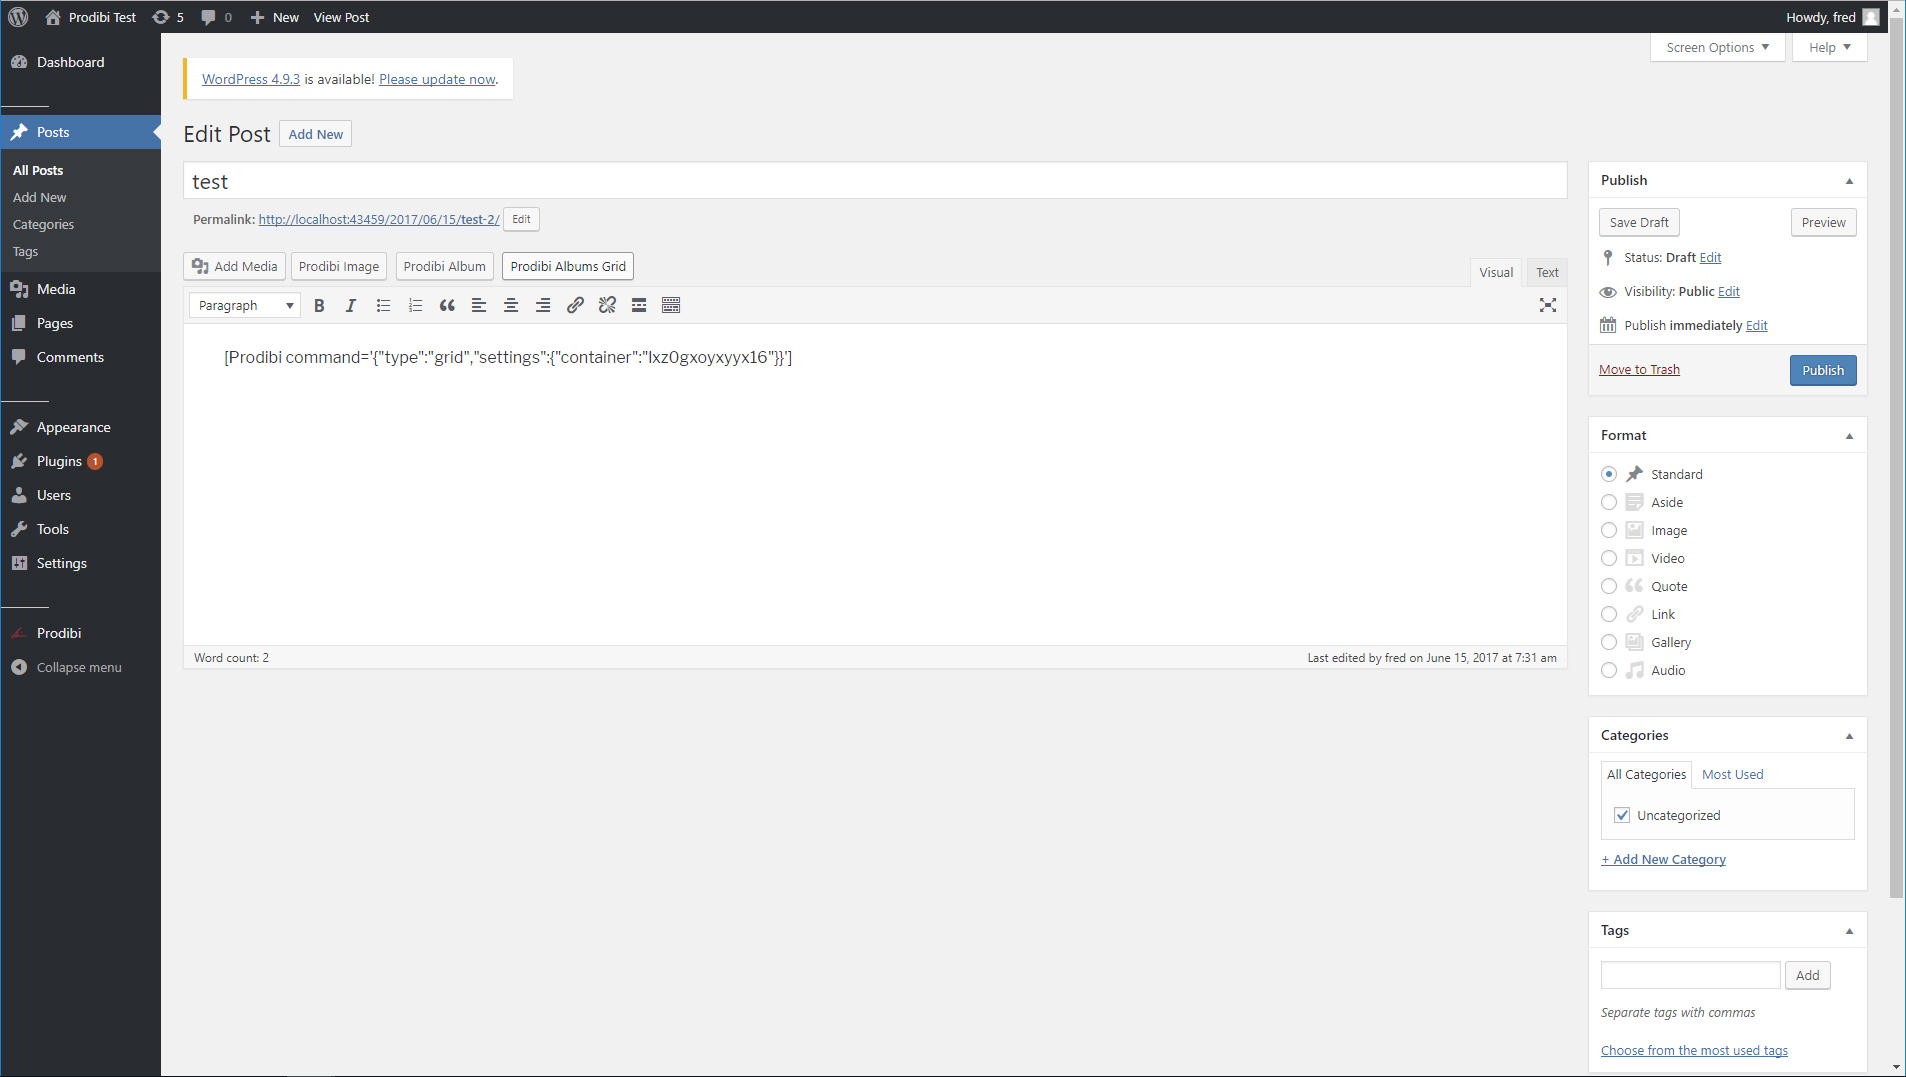 Prodibi Test 5 0 New View Post Howdy, fred
Screen Options Help
Dashboard
Posts
All Posts
Add New
Categories
Tags
Media
Pages
Comments
Appearance
Plugins 1
Users
Tools
Settings
Prodibi
Collapse menu
WordPress 4.9.3 is available! Please update now.
Edit Post Add New
test
Permalink: http://localhost:43459/2017/06/15/test-2/ Edit
Add Media Prodibi Image Prodibi Album Prodibi Albums Grid Visual Text
Paragraph B I
[Prodibi command='{"type":"grid","settings":{"container":"lxz0gxoyxyyx16"}}']
Word count: 2 Last edited by fred on June 15, 2017 at 7:31 am
Publish
Save Draft Preview
Status: Draft Edit
Visibility: Public Edit
Publish immediately Edit
Move to Trash Publish
Format
Standard
Aside
Image
Video
Quote
Link
Gallery
Audio
Categories
All Categories Most Used
Uncategorized
+ Add New Category
Tags
Add
Separate tags with commas
Choose from the most used tags